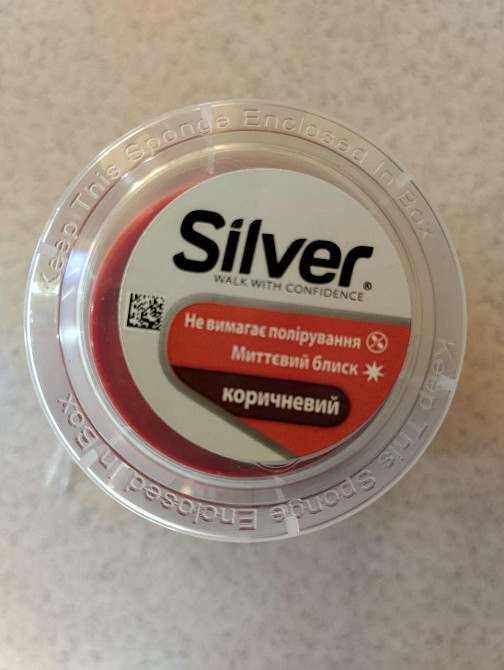 Keep This Sponge Enclosed In Box
Silver®
WALK WITH CONFIDENCE
Не вимагає полірування
Миттєвий блиск
коричневий
Keep This Sponge Enclosed In Box